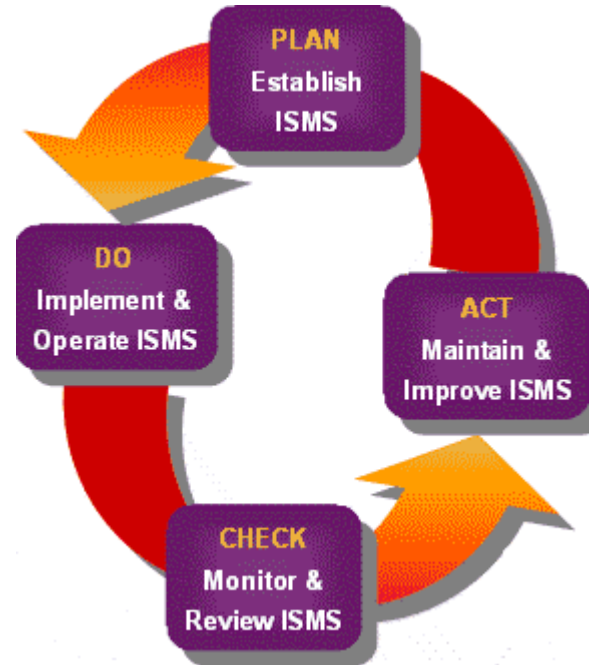 PLAN
Establish
ISMS
DO
Implement &
Operate ISMS
CHECK
Monitor &
Review ISMS
ACT
Maintain &
Improve ISMS